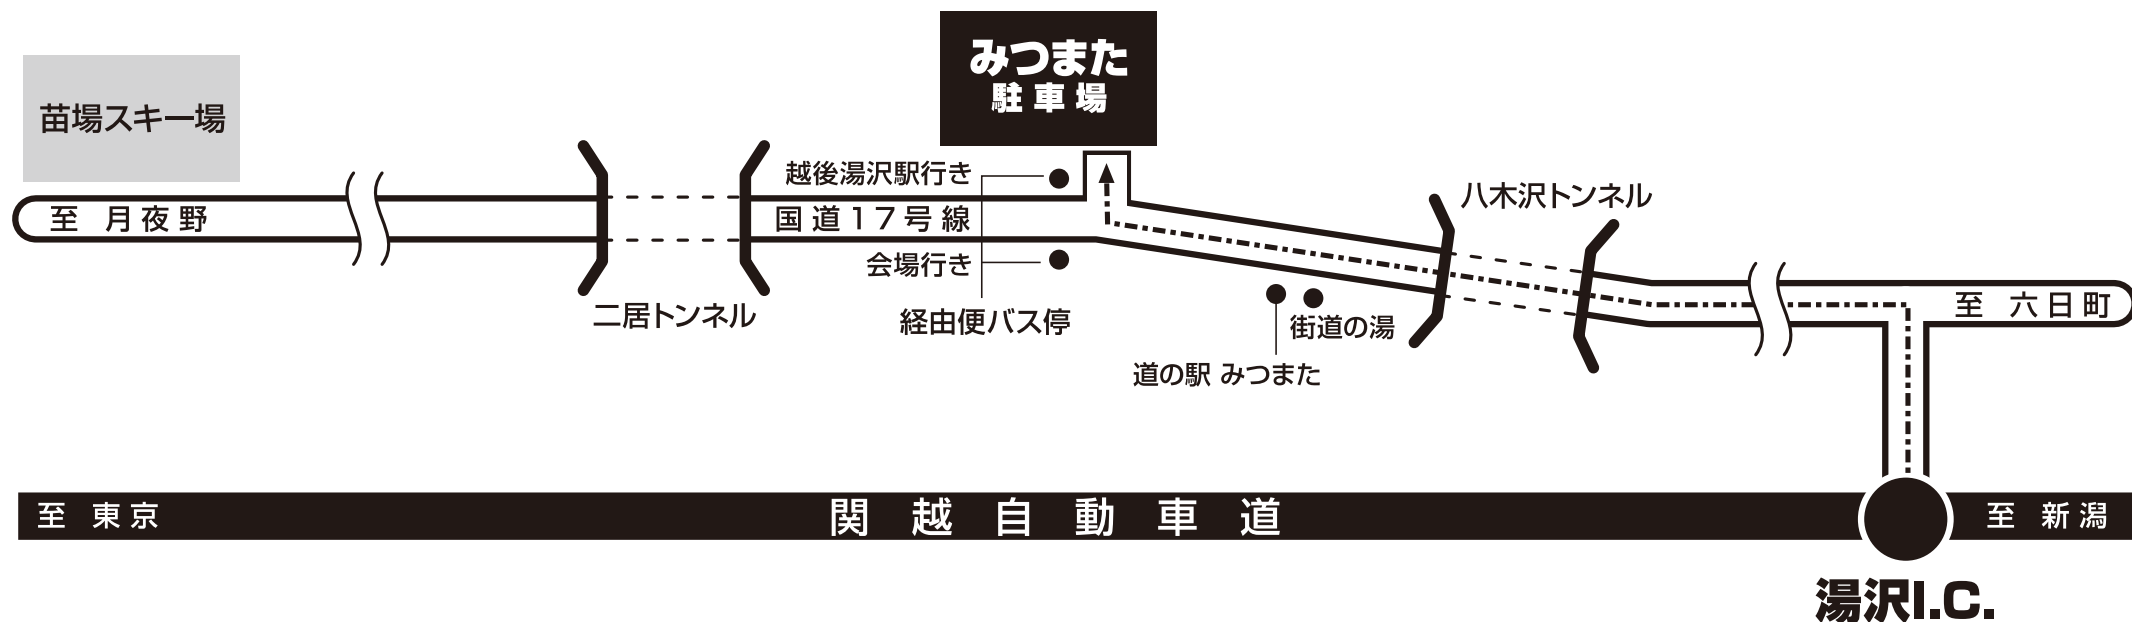 みつまた
駐車場
苗場スキー場
越後湯沢駅行き
八木沢トンネル
至 月夜野
国道17号線
会場行き
二居トンネル
経由便バス停
至 六日町
街道の湯
道の駅 みつまた
至 東京
関越自動車道
至 新潟
湯沢I.C.